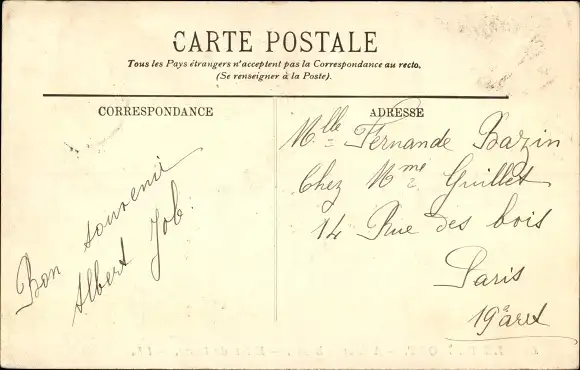 CARTE POSTALE
Tous les Pays étrangers n'acceptent pas la Correspondance au recto.
(Se renseigner à la Poste).
CORRESPONDANCE
Bon souvenir
Albert Job
ADRESSE
Mlle Fernande Bazin
Chez Mme Guillet
14 Rue des bois
Paris
19e arrt